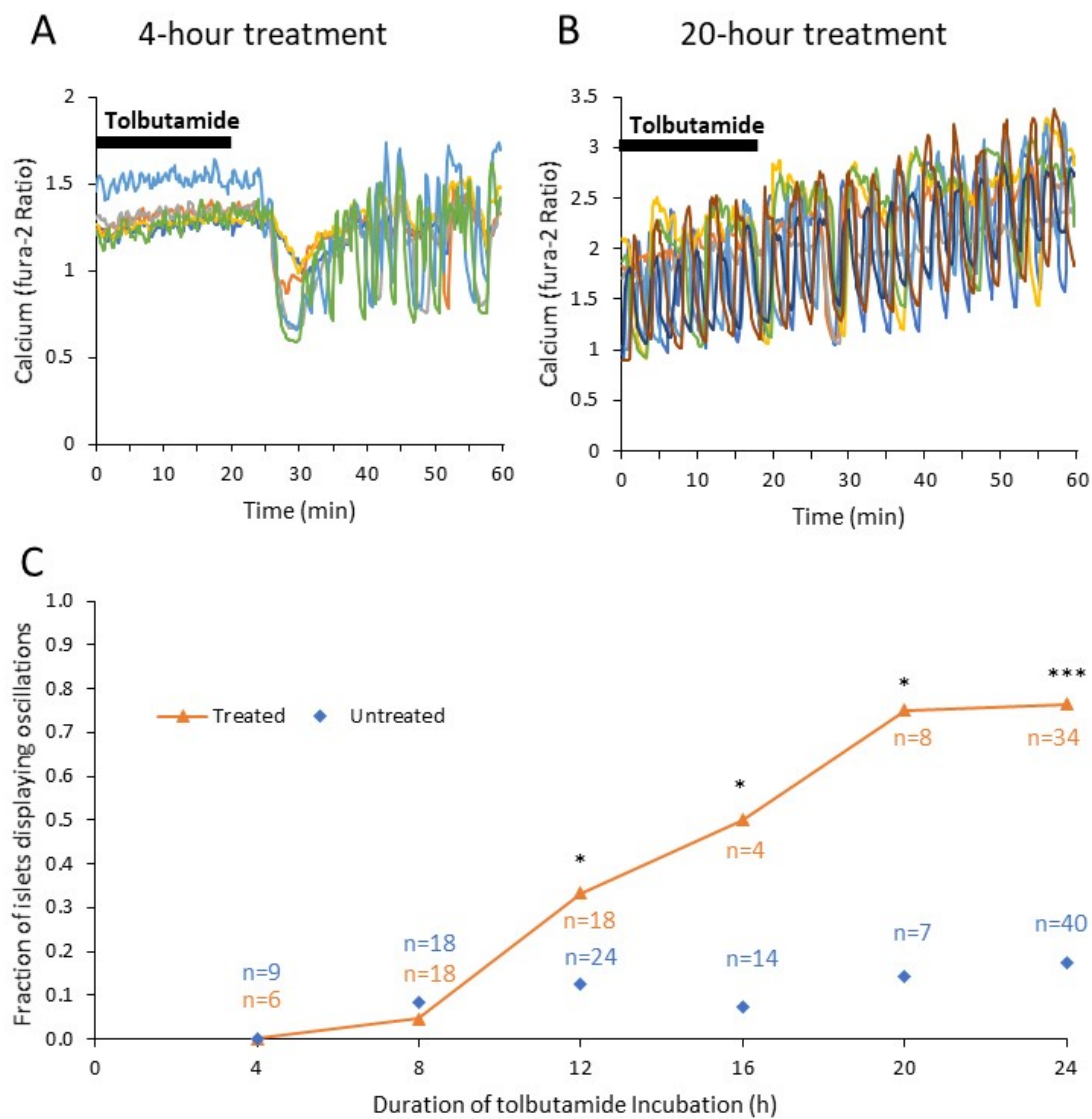 A
4-hour treatment
B
20-hour treatment
2
1.5
1
0.5
0
Calcium (fura-2 Ratio)
Tolbutamide
0 10 20 30 40 50 60
Time (min)
3.5
3
2.5
2
1.5
1
0.5
0
Calcium (fura-2 Ratio)
Tolbutamide
0 10 20 30 40 50 60
Time (min)
C
1.0
0.9
0.8
0.7
0.6
0.5
0.4
0.3
0.2
0.1
0.0
Fraction of islets displaying oscillations
Treated Untreated
n=9
n=6
n=18
n=18
*
n=18
n=24
*
n=4
n=14
*
n=8
n=7
***
n=34
n=40
0 4 8 12 16 20 24
Duration of tolbutamide Incubation (h)